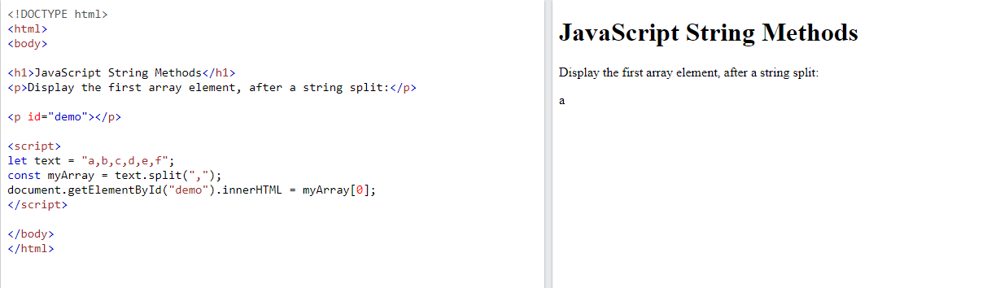 <!DOCTYPE html>
<html>
<body>
<h1>JavaScript String Methods</h1>
<p>Display the first array element, after a string split:</p>
<p id="demo"></p>
<script>
let text = "a,b,c,d,e,f";
const myArray = text.split(",");
document.getElementById("demo").innerHTML = myArray[0];
</script>
</body>
</html>
JavaScript String Methods
Display the first array element, after a string split:
a